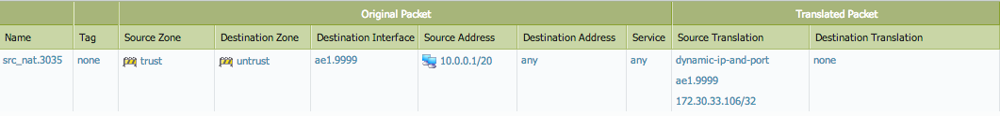 Original Packet Translated Packet
Name Tag Source Zone Destination Zone Destination Interface Source Address Destination Address Service Source Translation Destination Translation
src_nat.3035 none trust untrust ae1.9999 10.0.0.1/20 any any dynamic-ip-and-port none
ae1.9999
172.30.33.106/32